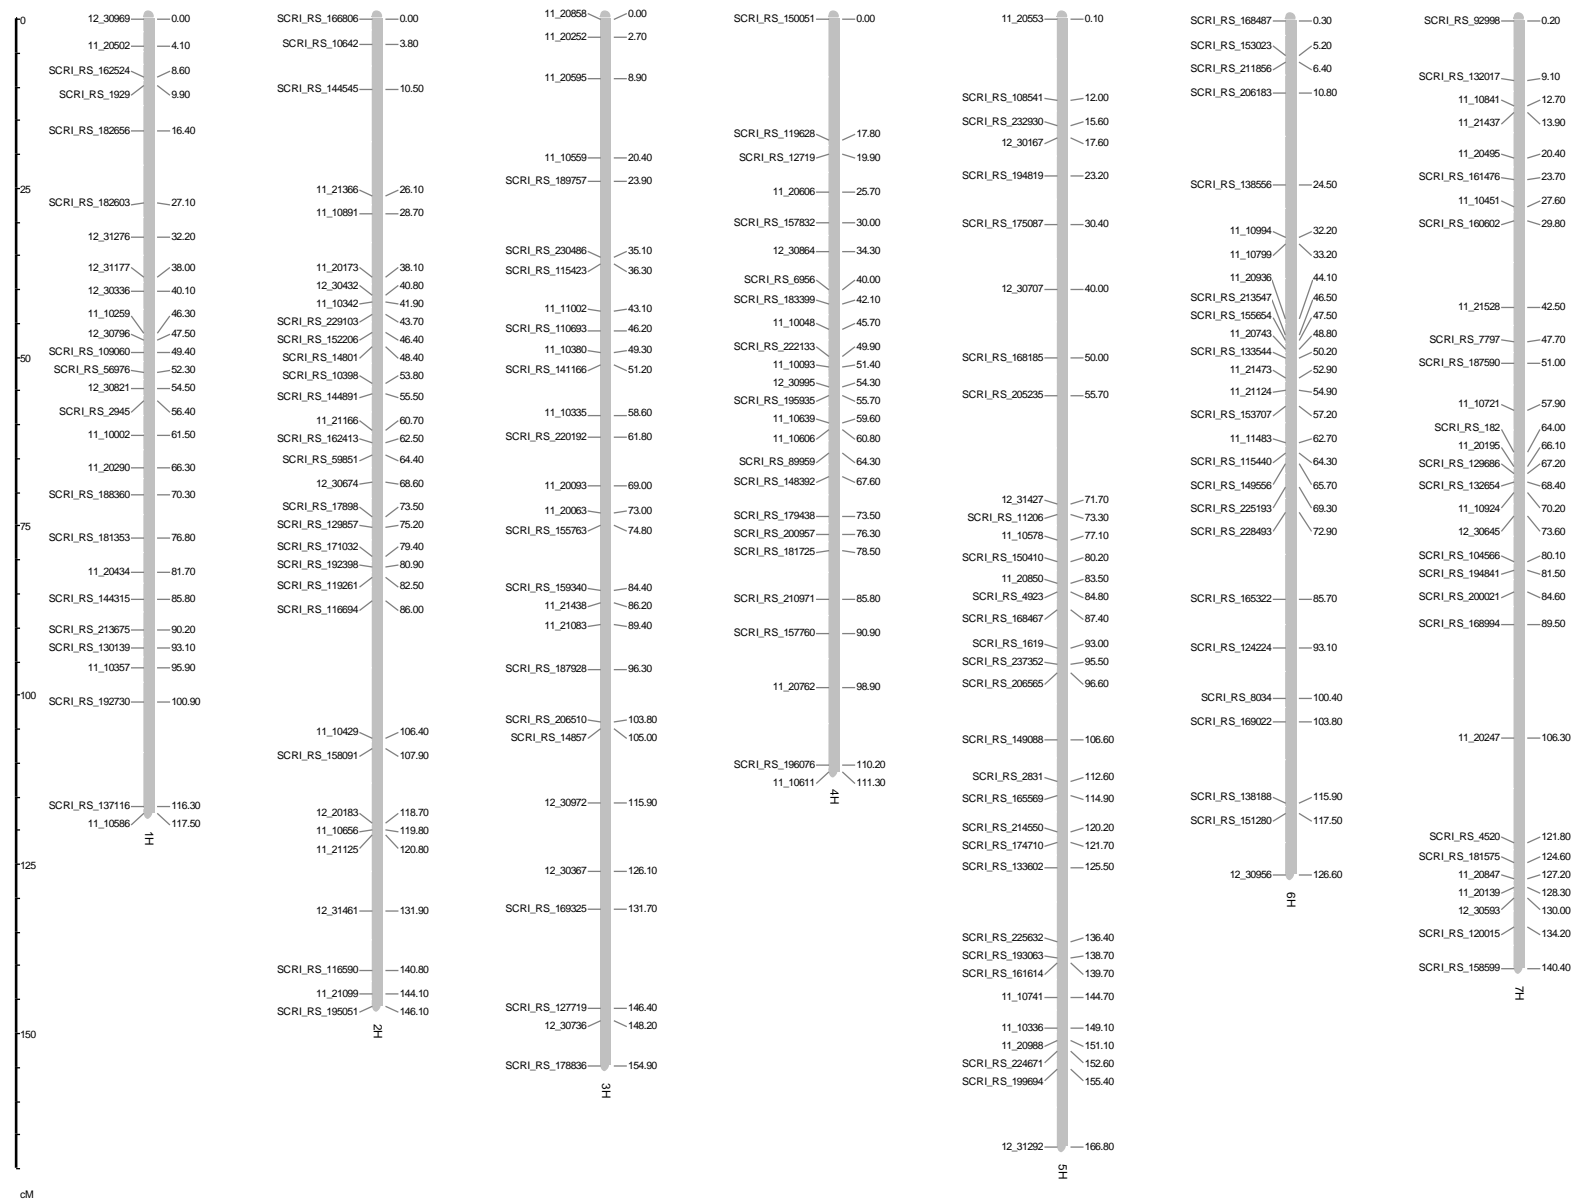 0
25
50
75
100
125
150
cM
12_30969 0.00
11_20502 4.10
SCRI_RS_162524 8.60
SCRI_RS_1929 9.90
SCRI_RS_182656 16.40
SCRI_RS_182603 27.10
12_31276 32.20
12_31177 38.00
12_30336 40.10
11_10259 46.30
12_30796 47.50
SCRI_RS_109060 49.40
SCRI_RS_56976 52.30
12_30821 54.50
SCRI_RS_2945 56.40
11_10002 61.50
11_20290 66.30
SCRI_RS_188360 70.30
SCRI_RS_181353 76.80
11_20434 81.70
SCRI_RS_144315 85.80
SCRI_RS_213675 90.20
SCRI_RS_130139 93.10
11_10357 95.90
SCRI_RS_192730 100.90
SCRI_RS_137116 116.30
11_10586 117.50
1H
SCRI_RS_166806 0.00
SCRI_RS_10642 3.80
SCRI_RS_144545 10.50
11_21366 26.10
11_10891 28.70
11_20173 38.10
12_30432 40.80
11_10342 41.90
SCRI_RS_229103 43.70
SCRI_RS_152206 46.40
SCRI_RS_14801 48.40
SCRI_RS_10398 53.80
SCRI_RS_144891 55.50
11_21166 60.70
SCRI_RS_162413 62.50
SCRI_RS_59851 64.40
12_30674 68.60
SCRI_RS_17898 73.50
SCRI_RS_129857 75.20
SCRI_RS_171032 79.40
SCRI_RS_192398 80.90
SCRI_RS_119261 82.50
SCRI_RS_116694 86.00
11_10429 106.40
SCRI_RS_158091 107.90
12_20183 118.70
11_10656 119.80
11_21125 120.80
12_31461 131.90
SCRI_RS_116590 140.80
11_21099 144.10
SCRI_RS_195051 146.10
2H
11_20858 0.00
11_20252 2.70
11_20595 8.90
11_10559 20.40
SCRI_RS_189757 23.90
SCRI_RS_230486 35.10
SCRI_RS_115423 36.30
11_11002 43.10
SCRI_RS_110693 46.20
11_10380 49.30
SCRI_RS_141166 51.20
11_10335 58.60
SCRI_RS_220192 61.80
11_20093 69.00
11_20063 73.00
SCRI_RS_155763 74.80
SCRI_RS_159340 84.40
11_21438 86.20
11_21083 89.40
SCRI_RS_187928 96.30
SCRI_RS_206510 103.80
SCRI_RS_14857 105.00
12_30972 115.90
12_30367 126.10
SCRI_RS_169325 131.70
SCRI_RS_127719 146.40
12_30736 148.20
SCRI_RS_178836 154.90
3H
SCRI_RS_150051 0.00
SCRI_RS_119628 17.80
SCRI_RS_12719 19.90
11_20606 25.70
SCRI_RS_157832 30.00
12_30864 34.30
SCRI_RS_6956 40.00
SCRI_RS_183399 42.10
11_10048 45.70
SCRI_RS_222133 49.90
11_10093 51.40
12_30995 54.30
SCRI_RS_195935 55.70
11_10639 59.60
11_10606 60.80
SCRI_RS_89959 64.30
SCRI_RS_148392 67.60
SCRI_RS_179438 73.50
SCRI_RS_200957 76.30
SCRI_RS_181725 78.50
SCRI_RS_210971 85.80
SCRI_RS_157760 90.90
11_20762 98.90
SCRI_RS_196076 110.20
11_10611 111.30
4H
11_20553 0.10
SCRI_RS_108541 12.00
SCRI_RS_232930 15.60
12_30167 17.60
SCRI_RS_194819 23.20
SCRI_RS_175087 30.40
12_30707 40.00
SCRI_RS_168185 50.00
SCRI_RS_205235 55.70
12_31427 71.70
SCRI_RS_11206 73.30
11_10578 77.10
SCRI_RS_150410 80.20
11_20850 83.50
SCRI_RS_4923 84.80
SCRI_RS_168467 87.40
SCRI_RS_1619 93.00
SCRI_RS_237352 95.50
SCRI_RS_206565 96.60
SCRI_RS_149088 106.60
SCRI_RS_2831 112.60
SCRI_RS_165569 114.90
SCRI_RS_214550 120.20
SCRI_RS_174710 121.70
SCRI_RS_133602 125.50
SCRI_RS_225632 136.40
SCRI_RS_193063 138.70
SCRI_RS_161614 139.70
11_10741 144.70
11_10336 149.10
11_20988 151.10
SCRI_RS_224671 152.60
SCRI_RS_199694 155.40
12_31292 166.80
5H
SCRI_RS_168487 0.30
SCRI_RS_153023 5.20
SCRI_RS_211856 6.40
SCRI_RS_206183 10.80
SCRI_RS_138556 24.50
11_10994 32.20
11_10799 33.20
11_20936 44.10
SCRI_RS_213547 46.50
SCRI_RS_155654 47.50
11_20743 48.80
SCRI_RS_133544 50.20
11_21473 52.90
11_21124 54.90
SCRI_RS_153707 57.20
11_11483 62.70
SCRI_RS_115440 64.30
SCRI_RS_149556 65.70
SCRI_RS_225193 69.30
SCRI_RS_228493 72.90
SCRI_RS_165322 85.70
SCRI_RS_124224 93.10
SCRI_RS_8034 100.40
SCRI_RS_169022 103.80
SCRI_RS_138188 115.90
SCRI_RS_151280 117.50
12_30956 126.60
6H
SCRI_RS_92998 0.20
SCRI_RS_132017 9.10
11_10841 12.70
11_21437 13.90
11_20495 20.40
SCRI_RS_161476 23.70
11_10451 27.60
SCRI_RS_160602 29.80
11_21528 42.50
SCRI_RS_7797 47.70
SCRI_RS_187590 51.00
11_10721 57.90
SCRI_RS_182 64.00
11_20195 66.10
SCRI_RS_129686 67.20
SCRI_RS_132654 68.40
11_10924 70.20
12_30645 73.60
SCRI_RS_104566 80.10
SCRI_RS_194841 81.50
SCRI_RS_200021 84.60
SCRI_RS_168994 89.50
11_20247 106.30
SCRI_RS_4520 121.80
SCRI_RS_181575 124.60
11_20847 127.20
11_20139 128.30
12_30593 130.00
SCRI_RS_120015 134.20
SCRI_RS_158599 140.40
7H